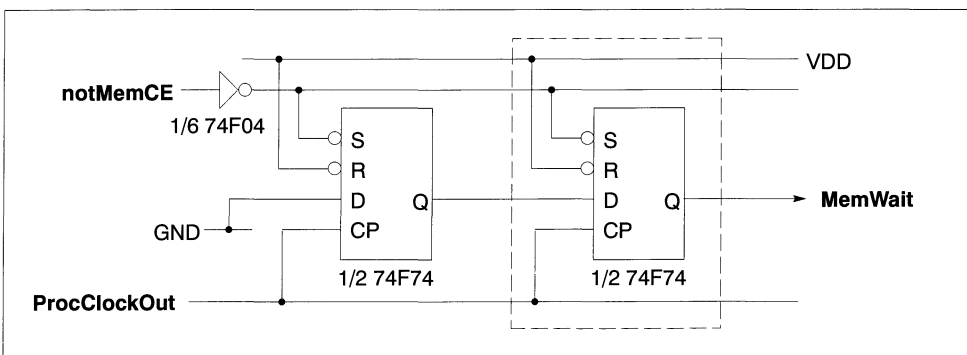 VDD
notMemCE
1/6 74F04
S
R
D
Q
CP
S
R
D
Q
CP
MemWait
GND
1/2 74F74
1/2 74F74
ProcClockOut